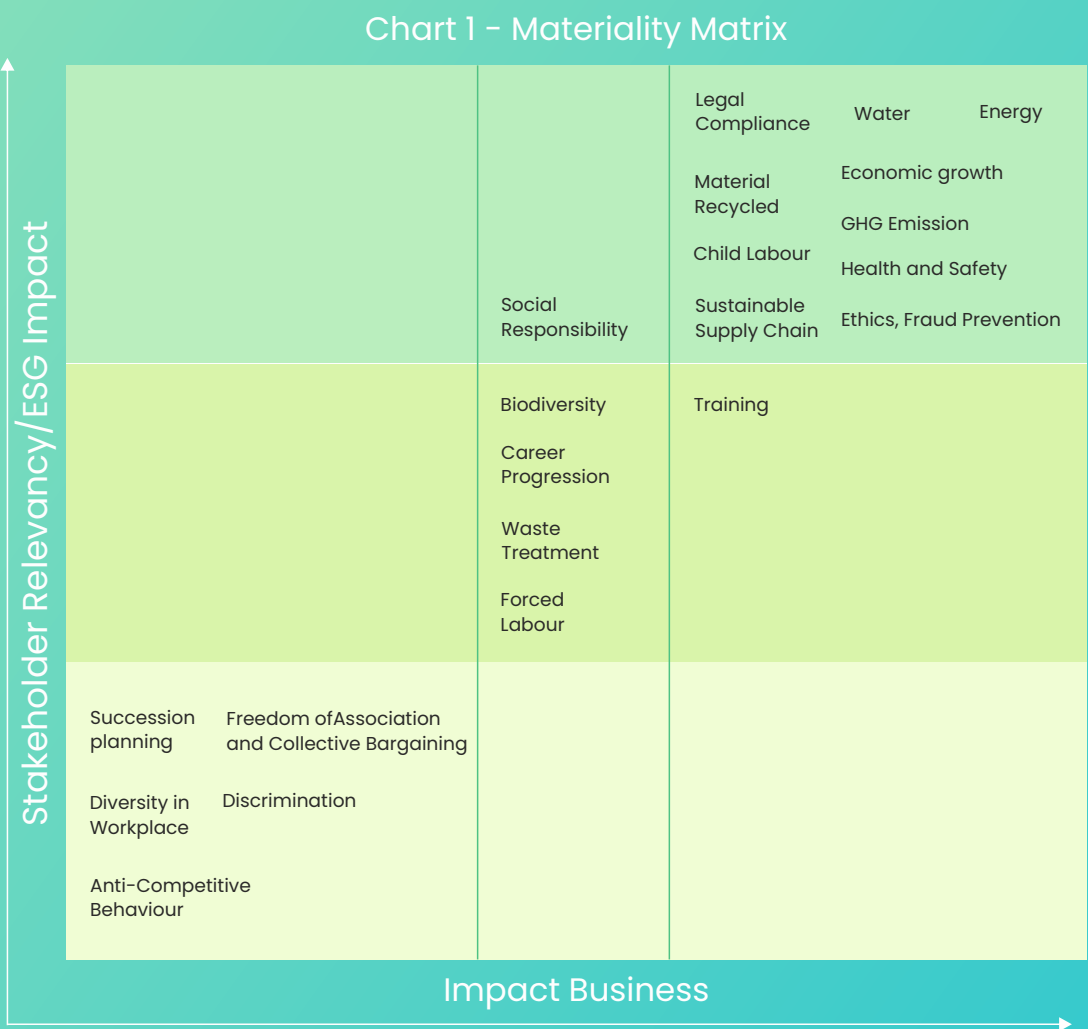 Chart 1 - Materiality Matrix
Stakeholder Relevancy/ESG Impact
Legal
Compliance
Water
Energy
Material
Recycled
Economic growth
GHG Emission
Child Labour
Health and Safety
Social
Responsibility
Sustainable
Supply Chain
Ethics, Fraud Prevention
Biodiversity
Training
Career
Progression
Waste
Treatment
Forced
Labour
Succession
planning
Freedom ofAssociation
and Collective Bargaining
Diversity in
Workplace
Discrimination
Anti-Competitive
Behaviour
Impact Business